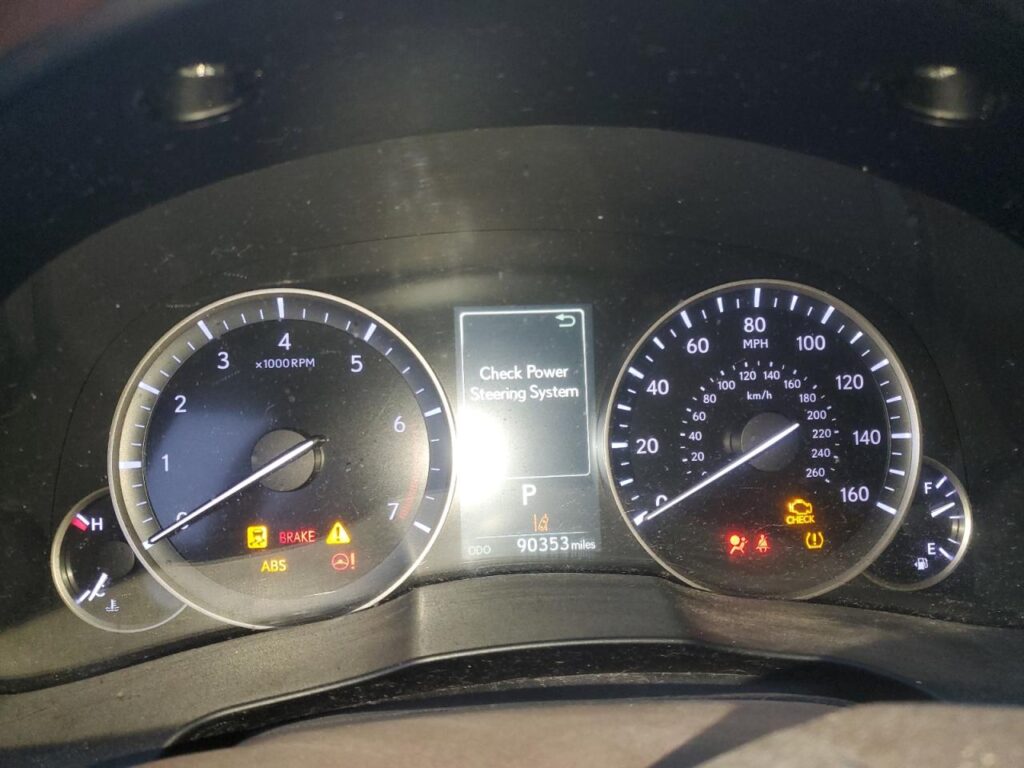 4
3
5
x1000RPM
2
6
1
7
0
H
C
BRAKE
ABS
Check Power
Steering System
P
ODO 90353 miles
80
MPH
60
100
40
120
20
140
0
160
120 140
100 160
km/h
80 180
60 200
40 220
20 240
260
CHECK
F
E